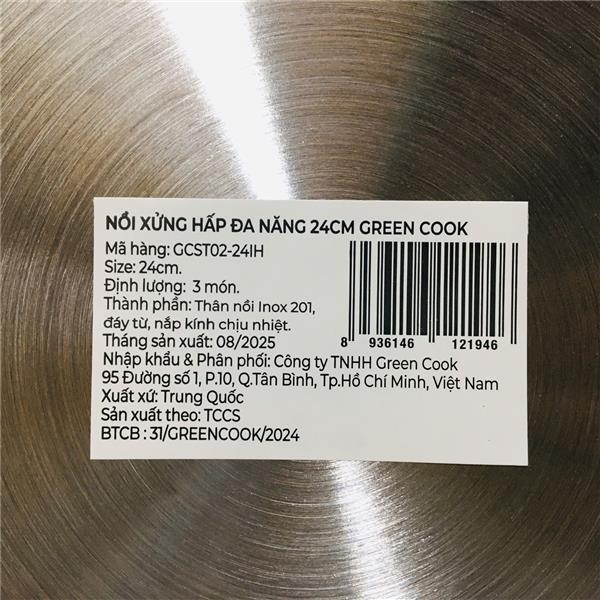 NỒI XỬNG HẤP ĐA NĂNG 24CM GREEN COOK
Mã hàng: GCST02-24IH
Size: 24cm.
Định lượng: 3 món.
Thành phần: Thân nồi Inox 201,
đáy từ, nắp kính chịu nhiệt.
Tháng sản xuất: 08/2025
8 936146 121946
Nhập khẩu & Phân phối: Công ty TNHH Green Cook
95 Đường số 1, P.10, Q.Tân Bình, Tp.Hồ Chí Minh, Việt Nam
Xuất xứ: Trung Quốc
Sản xuất theo: TCCS
BTCB : 31/GREENCOOK/2024